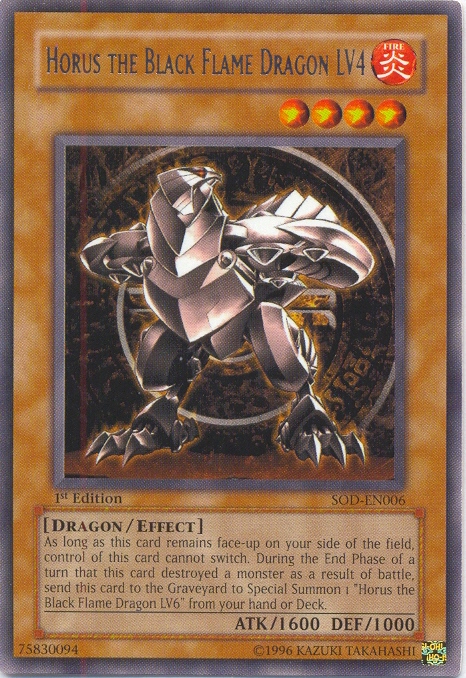 HORUS THE BLACK FLAME DRAGON LV4
FIRE
炎
1st Edition
SOD-EN006
[DRAGON/EFFECT]
As long as this card remains face-up on your side of the field,
control of this card cannot switch. During the End Phase of a
turn that this card destroyed a monster as a result of battle,
send this card to the Graveyard to Special Summon 1 "Horus the
Black Flame Dragon LV6" from your hand or Deck.
ATK/1600 DEF/1000
75830094
©1996 KAZUKI TAKAHASHI